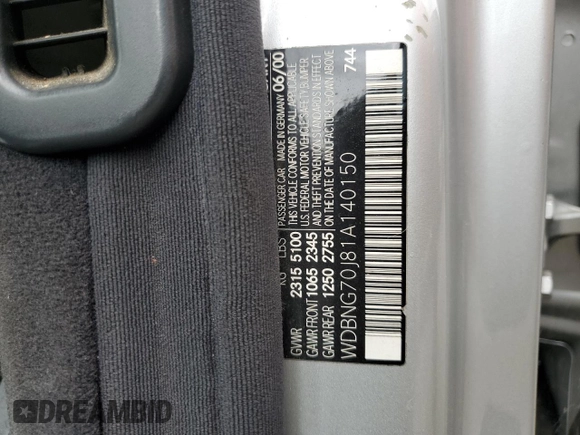 PASSENGER CAR MADE IN GERMANY 06/00
THIS VEHICLE CONFORMS TO ALL APPLICABLE
U.S. FEDERAL MOTOR VEHICLE SAFETY, BUMPER
AND THEFT PREVENTION STANDARDS IN EFFECT
ON THE DATE OF MANUFACTURE SHOWN ABOVE
744
KG LBS
GVWR 2315 5100
GAWR FRONT 1065 2345
GAWR REAR 1250 2755
WDBNG70J81A140150
DREAMBID